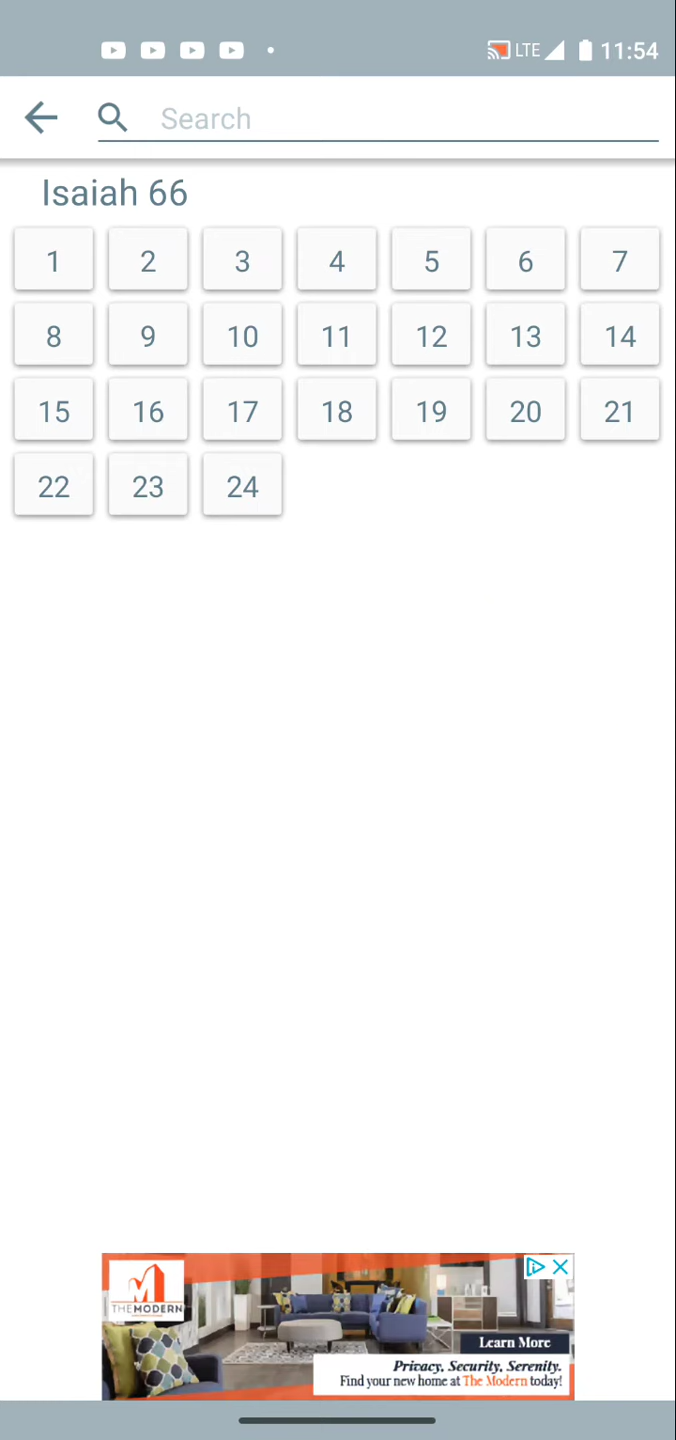 LTE 11:54
Search
Isaiah 66
1 2 3 4 5 6 7
8 9 10 11 12 13 14
15 16 17 18 19 20 21
22 23 24
THE MODERN
Learn More
Privacy. Security. Serenity.
Find your new home at The Modern today!